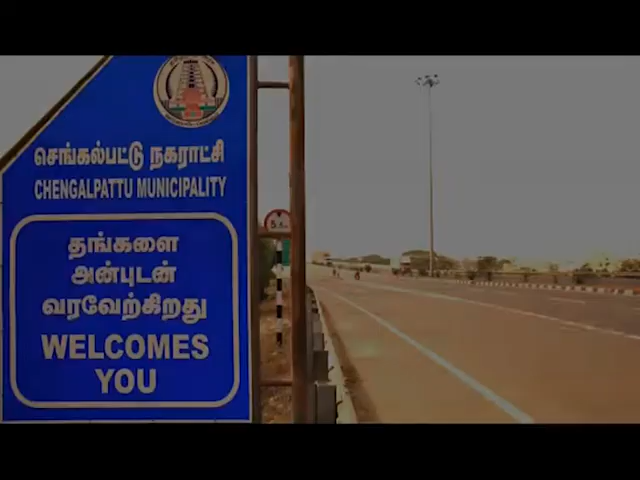 செங்கல்பட்டு நகராட்சி
CHENGALPATTU MUNICIPALITY
தங்களை
அன்புடன்
வரவேற்கிறது
WELCOMES
YOU